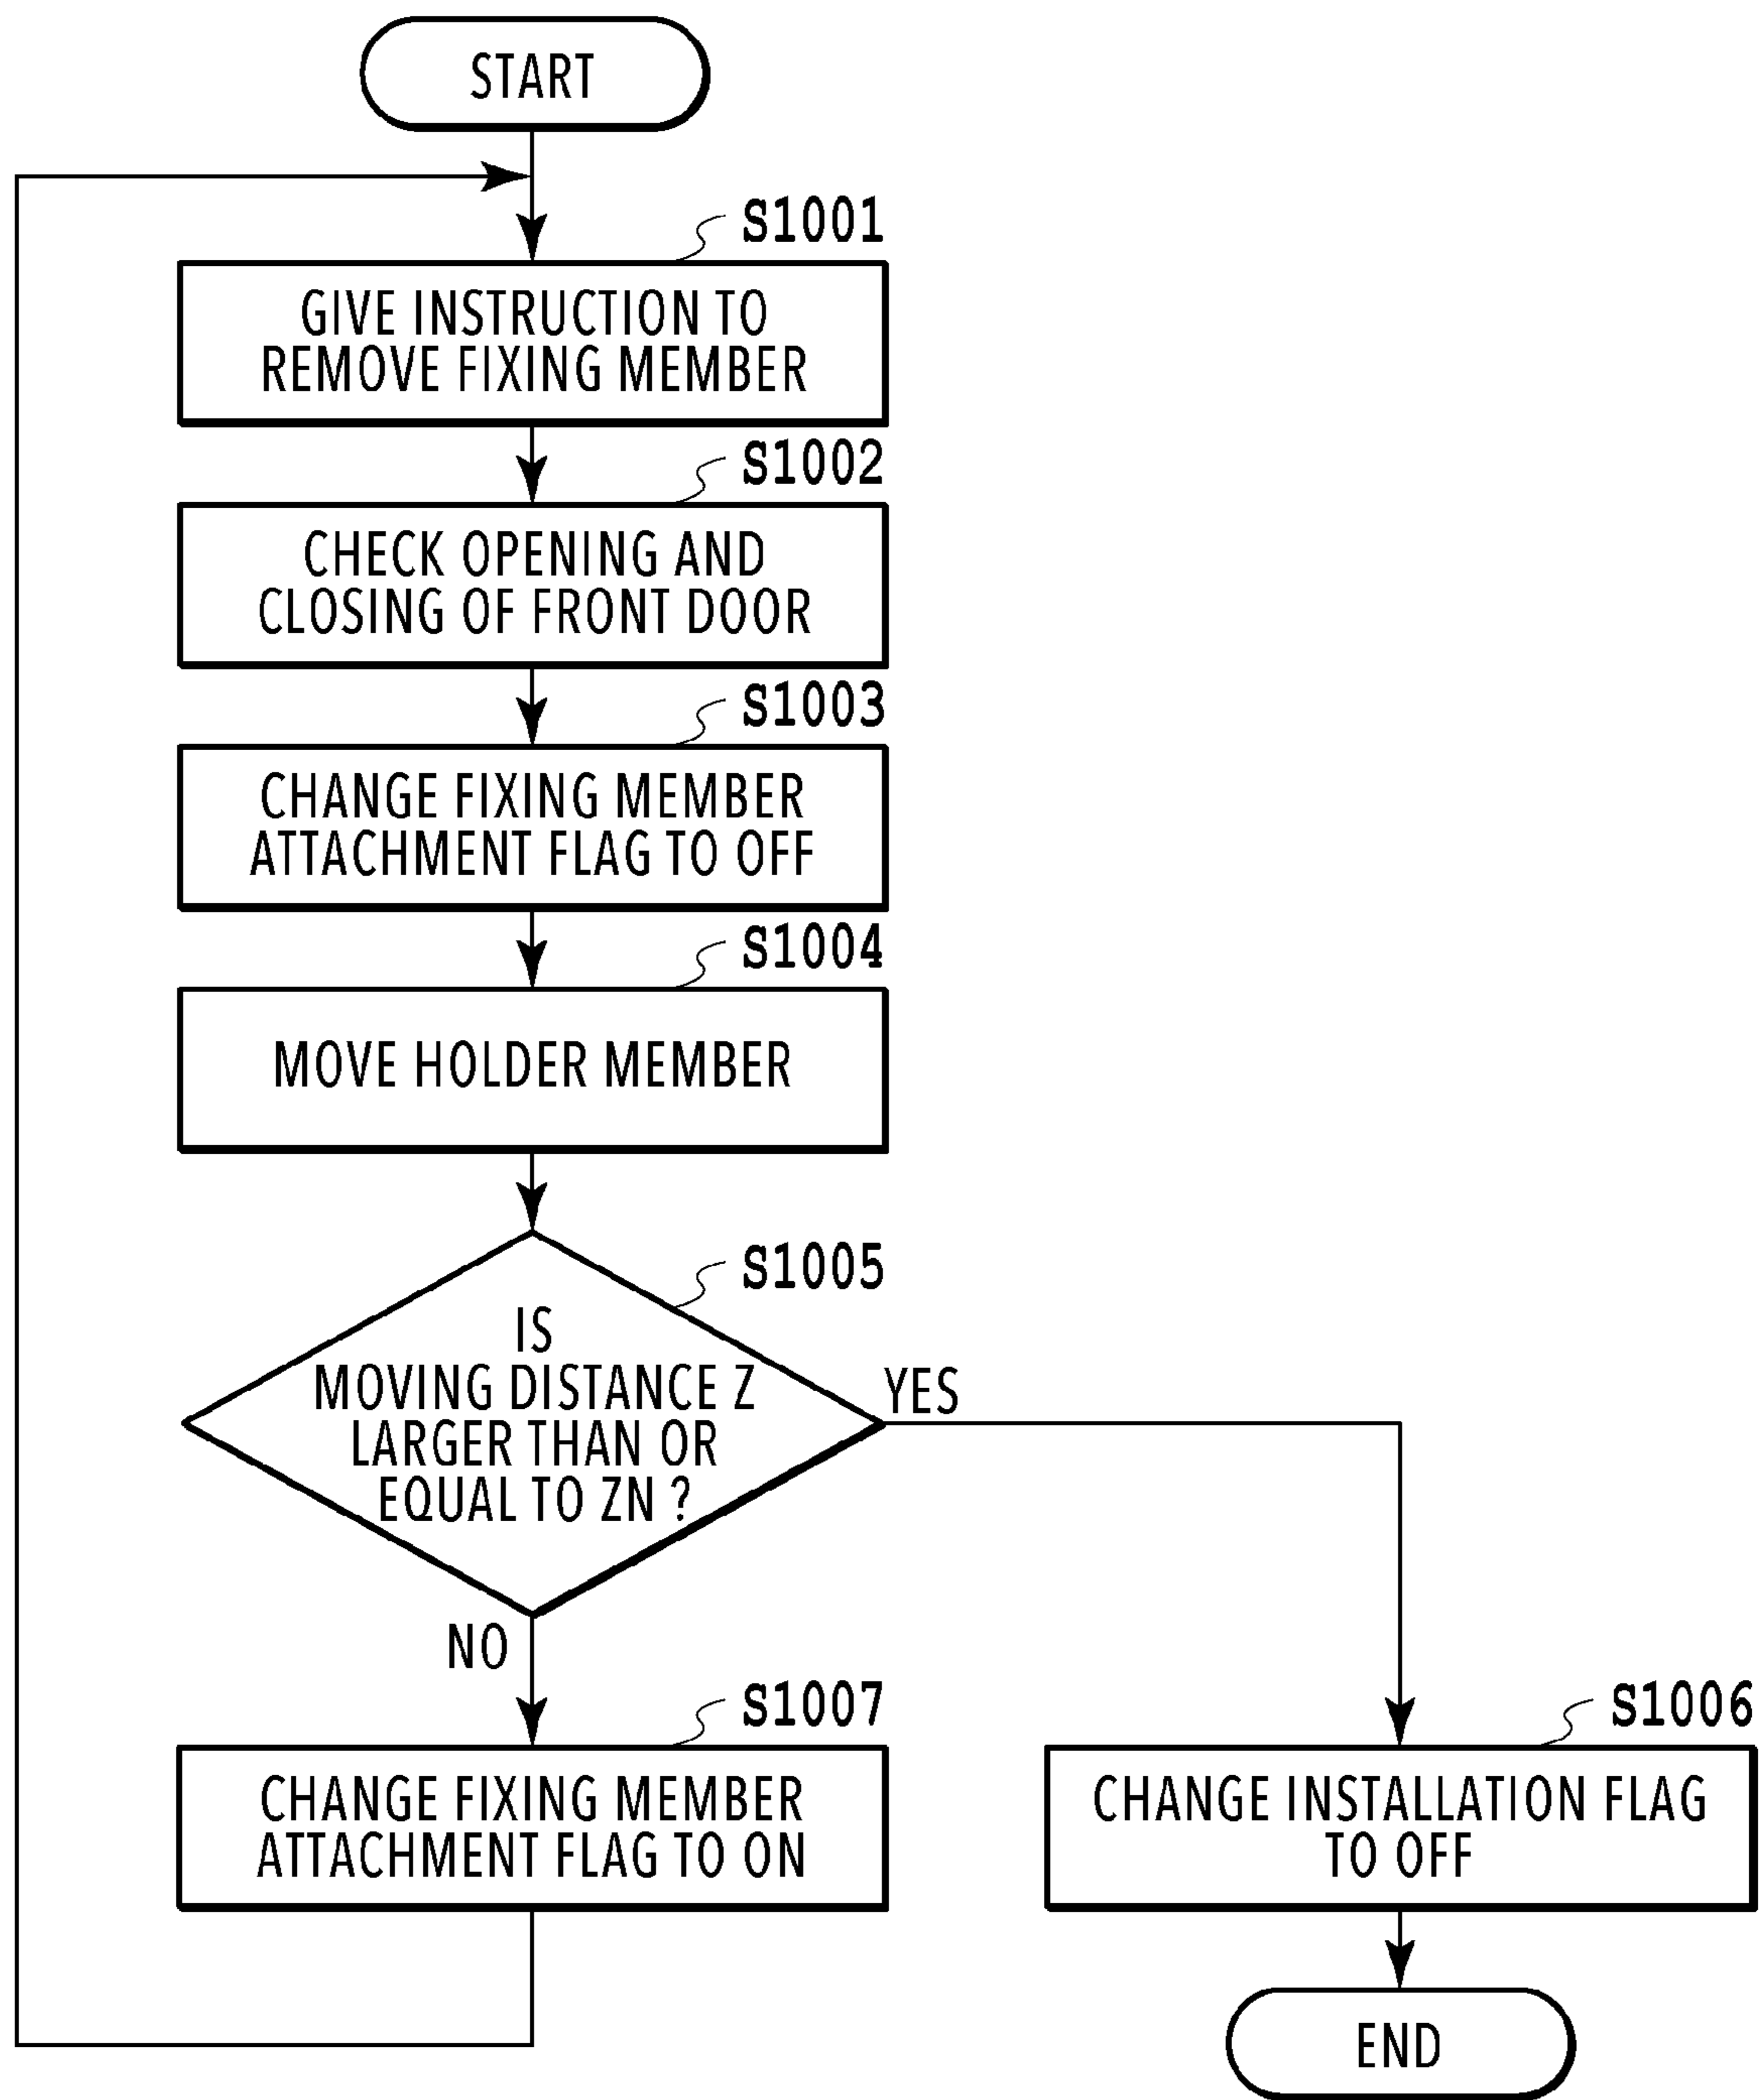 START
S1001
GIVE INSTRUCTION TO
REMOVE FIXING MEMBER
S1002
CHECK OPENING AND
CLOSING OF FRONT DOOR
S1003
CHANGE FIXING MEMBER
ATTACHMENT FLAG TO OFF
S1004
MOVE HOLDER MEMBER
S1005
IS
MOVING DISTANCE Z
LARGER THAN OR
EQUAL TO ZN ?
YES
NO
S1007
CHANGE FIXING MEMBER
ATTACHMENT FLAG TO ON
S1006
CHANGE INSTALLATION FLAG
TO OFF
END